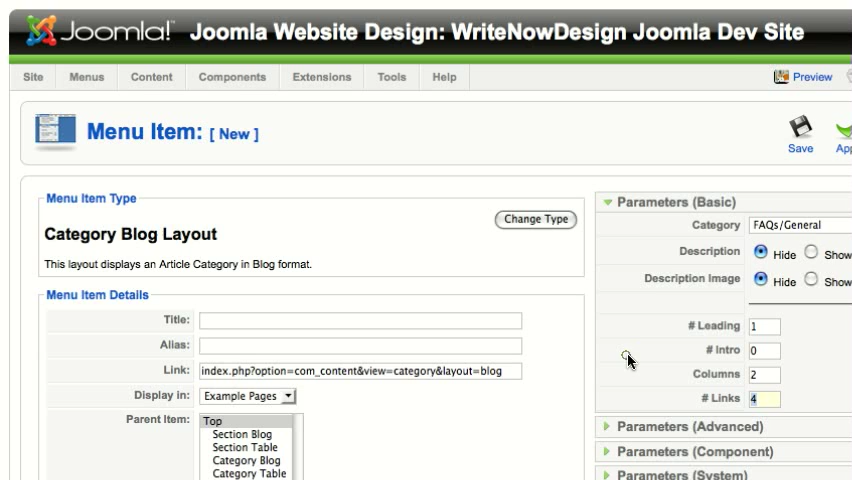 Joomla! Joomla Website Design: WriteNowDesign Joomla Dev Site
Site Menus Content Components Extensions Tools Help Preview
Menu Item: [ New ]
Save App
Menu Item Type
Change Type
Category Blog Layout
This layout displays an Article Category in Blog format.
Menu Item Details
Title:
Alias:
Link: index.php?option=com_content&view=category&layout=blog
Display in: Example Pages
Parent Item: Top
Section Blog
Section Table
Category Blog
Category Table
Parameters (Basic)
Category FAQs/General
Description Hide Show
Description Image Hide Show
# Leading 1
# Intro 0
Columns 2
# Links 4
Parameters (Advanced)
Parameters (Component)
Parameters (System)